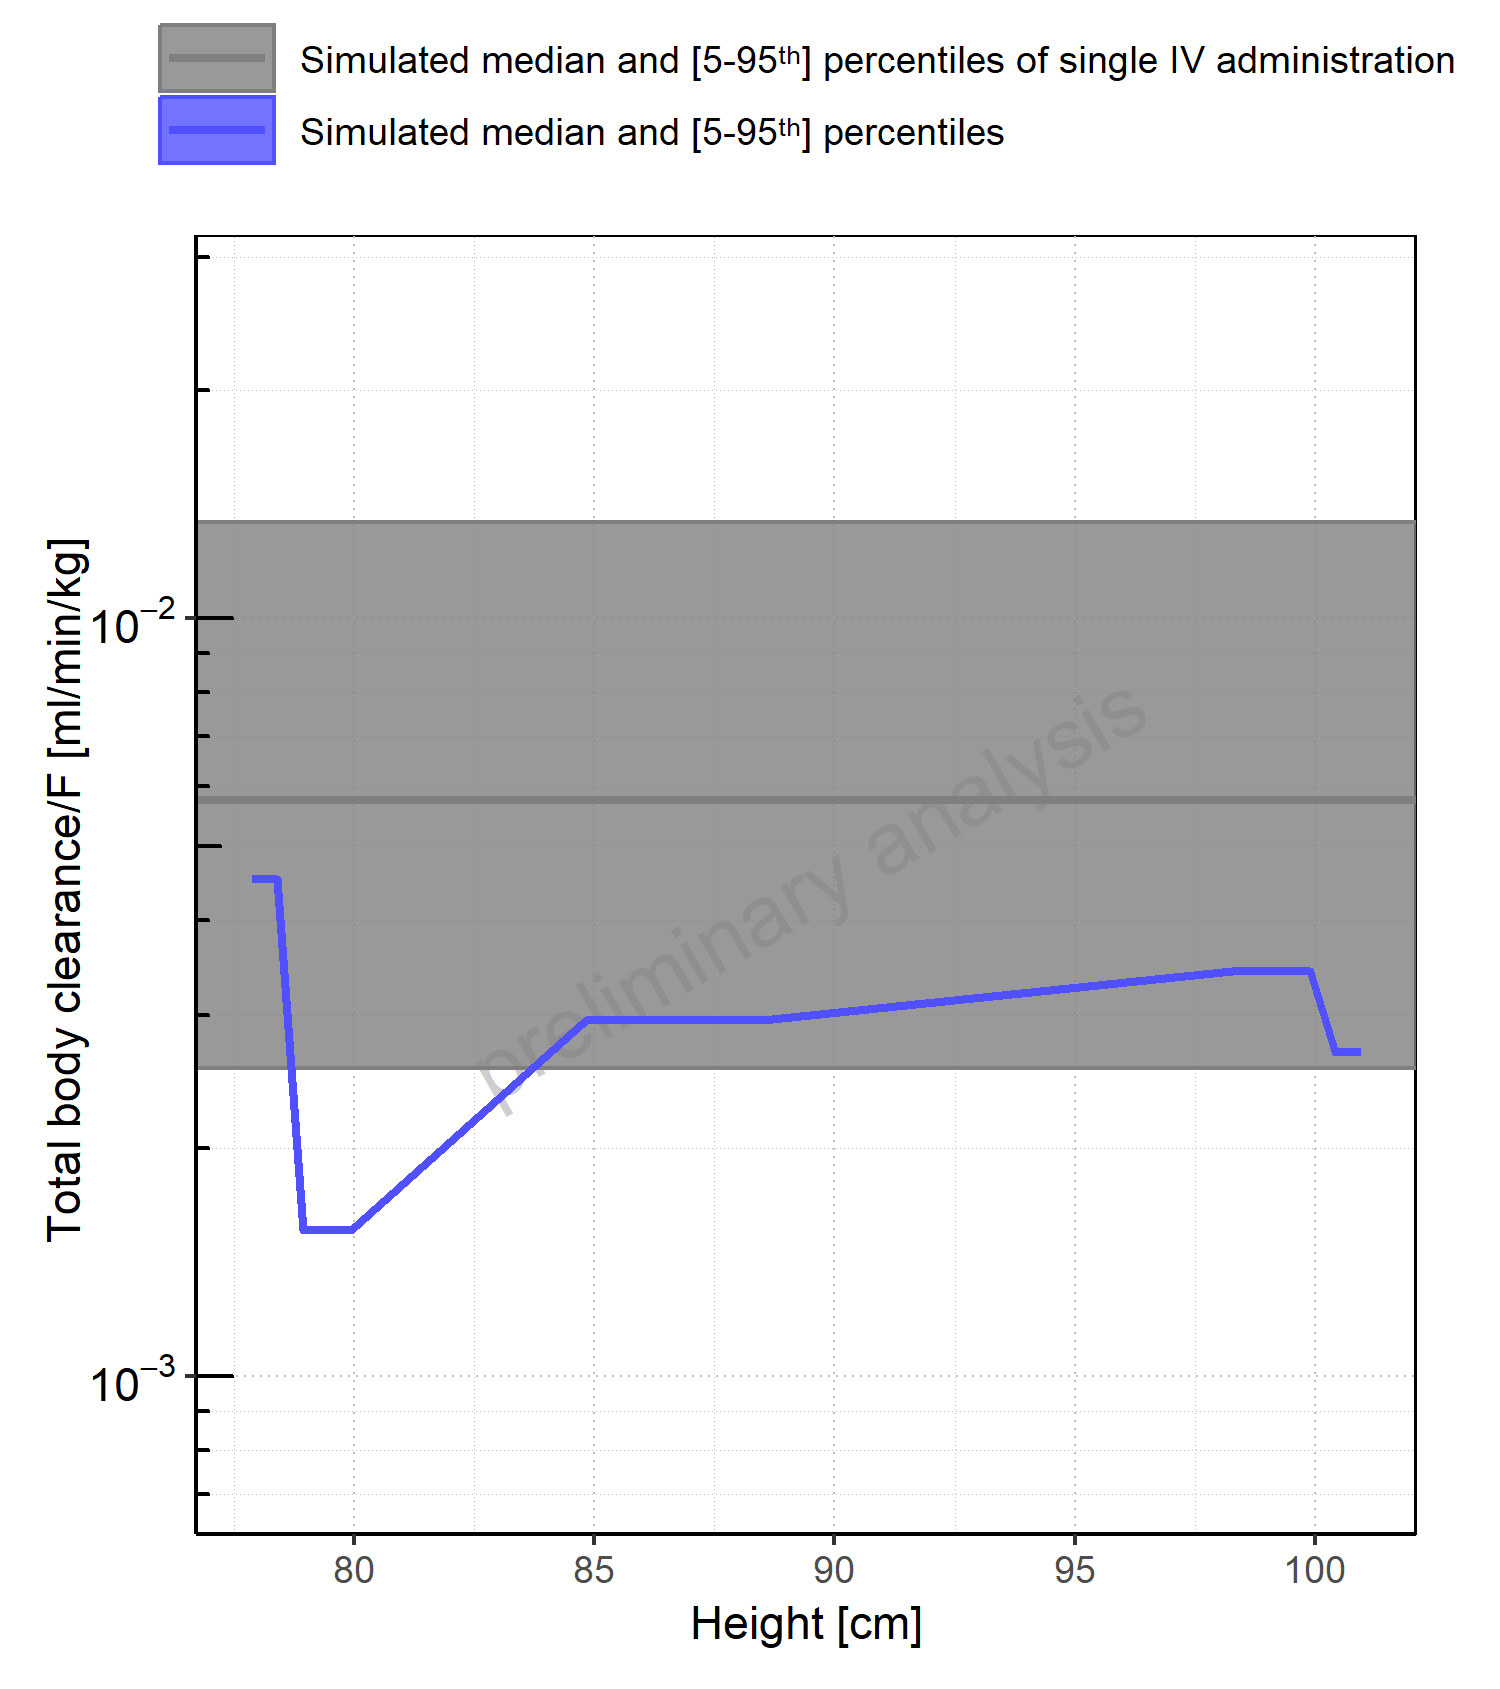 Simulated median and [5-95th] percentiles of single IV administration
Simulated median and [5-95th] percentiles
Total body clearance/F [ml/min/kg]
10−2
10−3
preliminary analysis
80 85 90 95 100
Height [cm]